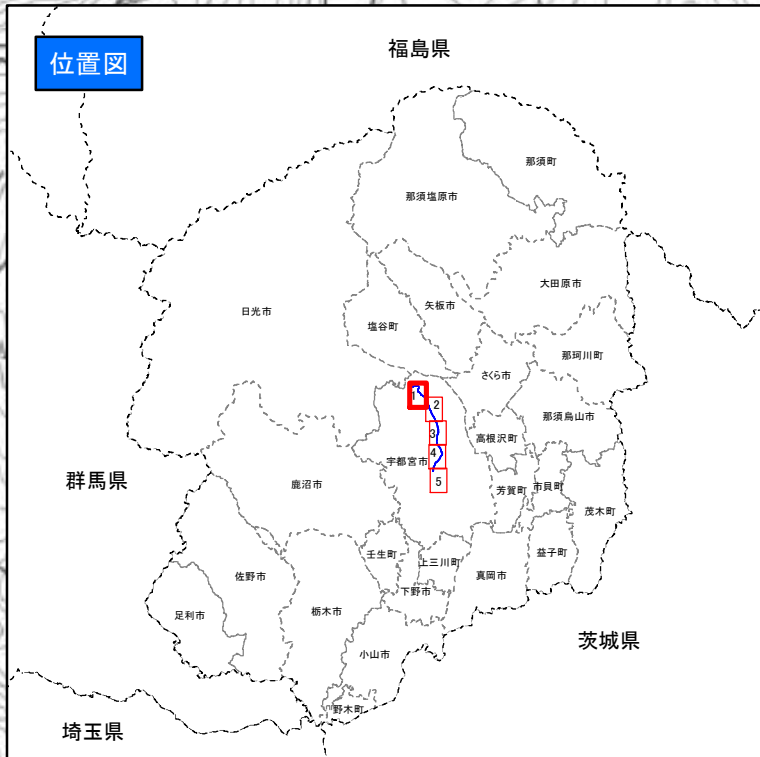 位置図
福島県
那須町
那須塩原市
大田原市
日光市
矢板市
塩谷町
那珂川町
さくら市
1
2
那須烏山市
3
高根沢町
4
宇都宮市
群馬県
鹿沼市
5
芳賀町
市貝町
茂木町
壬生町
上三川町
益子町
佐野市
真岡市
下野市
足利市
栃木市
茨城県
小山市
野木町
埼玉県